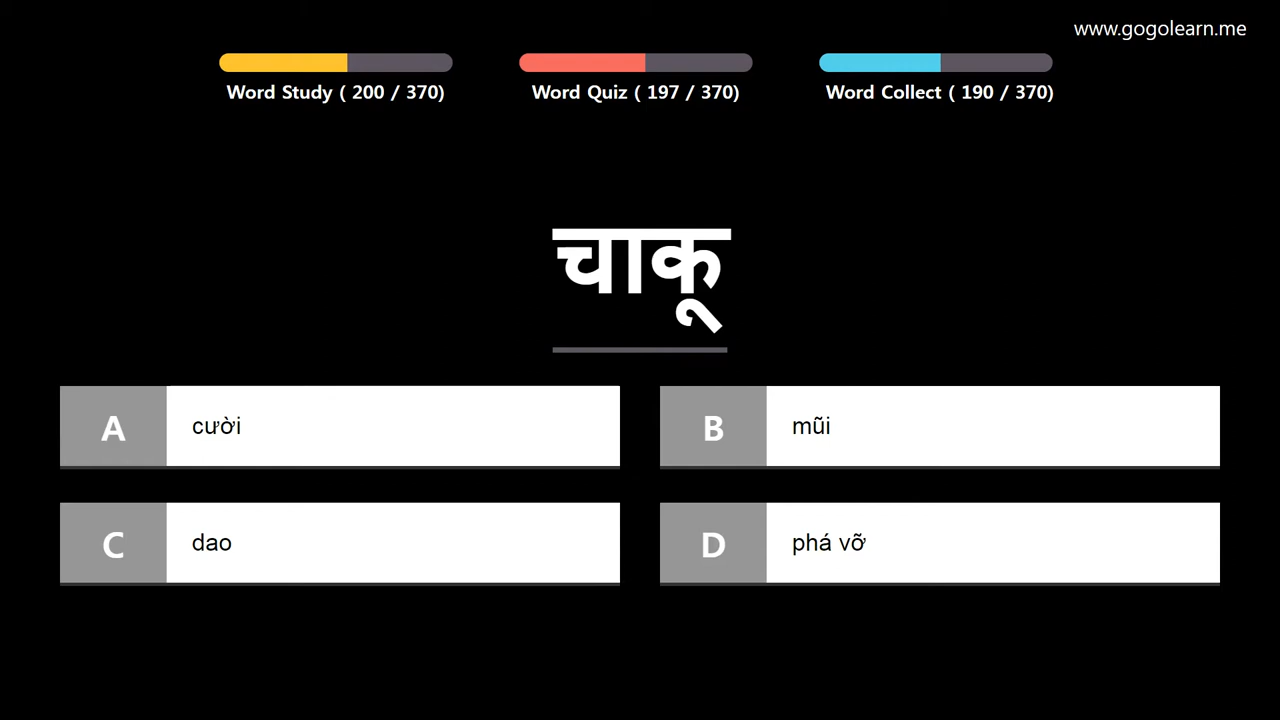 www.gogolearn.me
Word Study ( 200 / 370)
Word Quiz ( 197 / 370)
Word Collect ( 190 / 370)
चाकू
A cười
B mũi
C dao
D phá vỡ